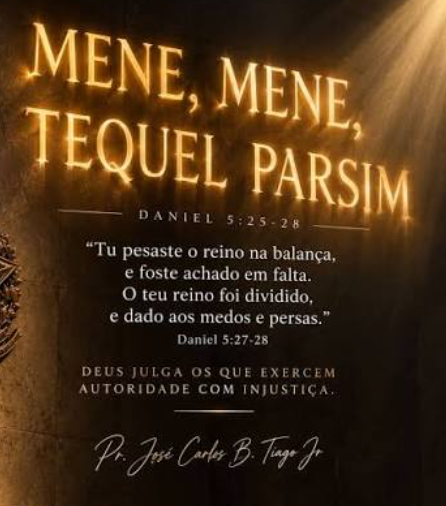 MENE, MENE,
TEQUEL PARSIM
DANIEL 5:25-28
“Tu pesaste o reino na balança,
e foste achado em falta.
O teu reino foi dividido,
e dado aos medos e persas.”
Daniel 5:27-28
DEUS JULGA OS QUE EXERCEM
AUTORIDADE COM INJUSTIÇA.
Pr. José Carlos B. Tiago Jr